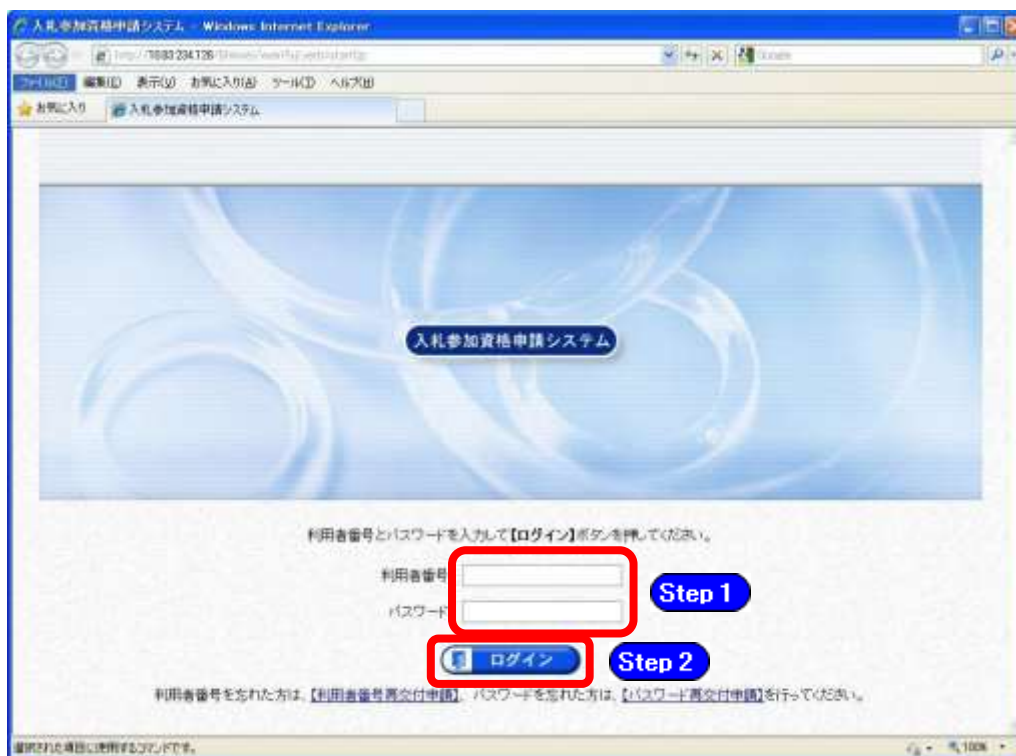 入札参加資格申請システム - Windows Internet Explorer
編集(E) 表示(V) お気に入り(A) ツール(T) ヘルプ(H)
お気に入り 入札参加資格申請システム
入札参加資格申請システム
利用者番号とパスワードを入力して【ログイン】ボタンを押してください。
利用者番号
Step 1
パスワード
ログイン
Step 2
利用者番号を忘れた方は、【利用者番号再交付申請】、パスワードを忘れた方は、【パスワード再交付申請】を行ってください。
選択された項目に使用するコマンドです。
100%